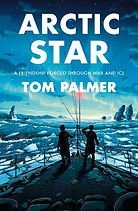 ARCTIC
STAR
A FRIENDSHIP FORGED THROUGH WAR AND ICE
TOM PALMER